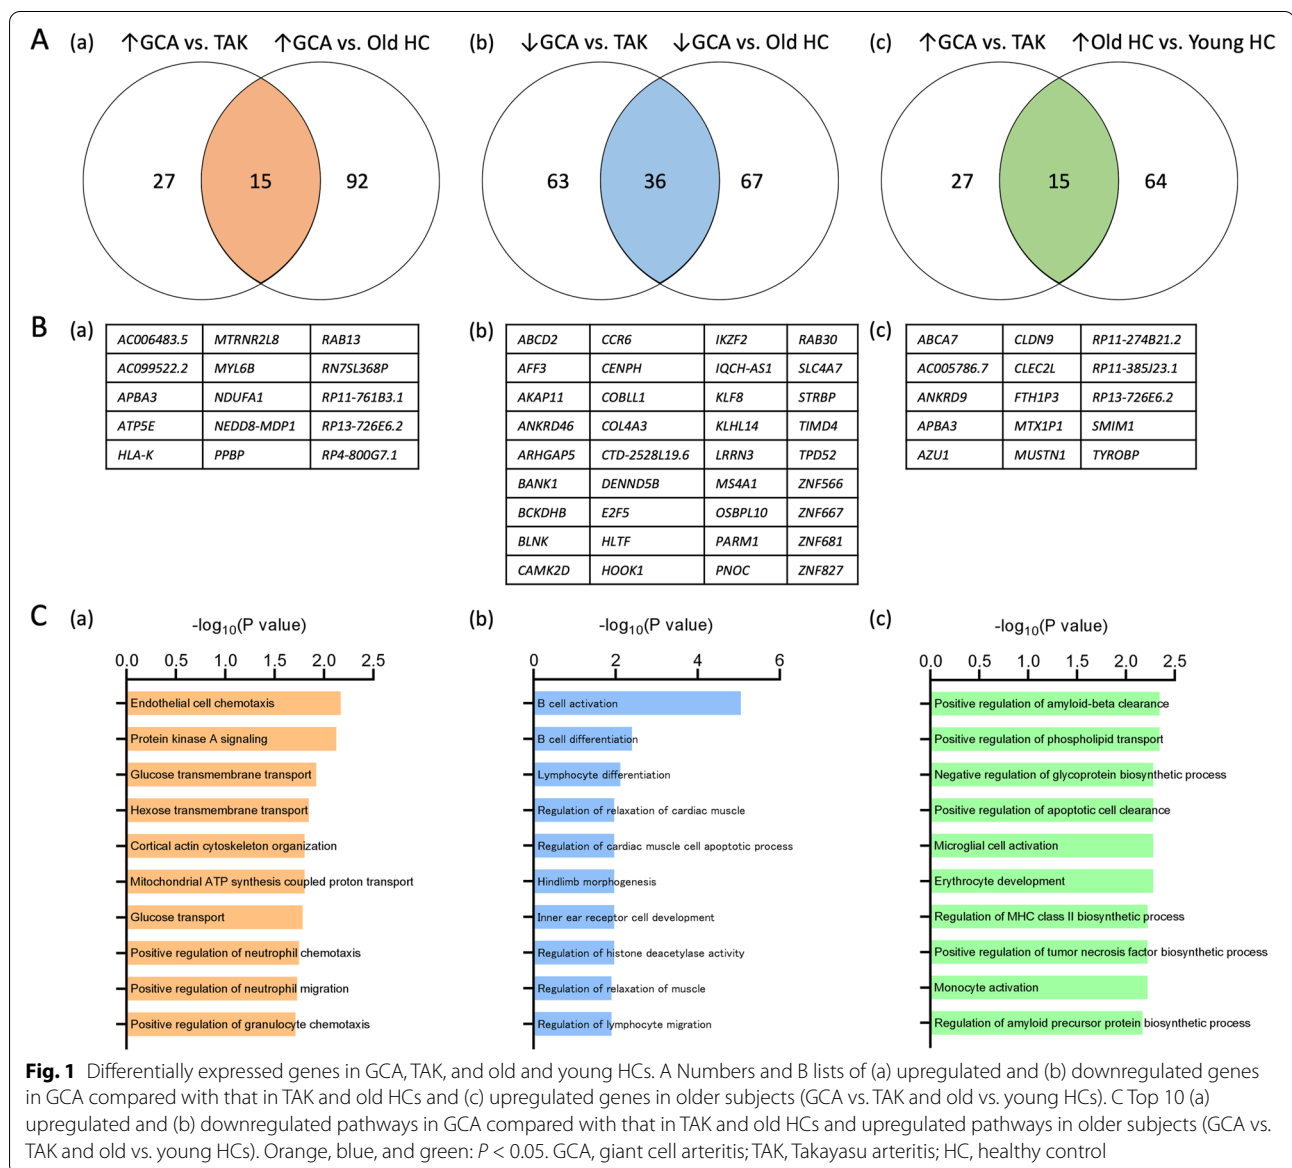 A (a) ↑GCA vs. TAK ↑GCA vs. Old HC (b) ↓GCA vs. TAK ↓GCA vs. Old HC (c) ↑GCA vs. TAK ↑Old HC vs. Young HC
27 15 92 63 36 67 27 15 64
B (a)
AC006483.5 MTRNR2L8 RAB13
AC099522.2 MYL6B RN7SL368P
APBA3 NDUFA1 RP11-761B3.1
ATP5E NEDD8-MDP1 RP13-726E6.2
HLA-K PPBP RP4-800G7.1
(b)
ABCD2 CCR6 IKZF2 RAB30
AFF3 CENPH IQCH-AS1 SLC4A7
AKAP11 COBLL1 KLF8 STRBP
ANKRD46 COL4A3 KLHL14 TIMD4
ARHGAP5 CTD-2528L19.6 LRRN3 TPD52
BANK1 DENND5B MS4A1 ZNF566
BCKDHB E2F5 OSBPL10 ZNF667
BLNK HLTF PARM1 ZNF681
CAMK2D HOOK1 PNOC ZNF827
(c)
ABCA7 CLDN9 RP11-274B21.2
AC005786.7 CLEC2L RP11-385J23.1
ANKRD9 FTH1P3 RP13-726E6.2
APBA3 MTX1P1 SMIM1
AZU1 MUSTN1 TYROBP
C (a)
-log10(P value)
0.0 0.5 1.0 1.5 2.0 2.5
Endothelial cell chemotaxis
Protein kinase A signaling
Glucose transmembrane transport
Hexose transmembrane transport
Cortical actin cytoskeleton organization
Mitochondrial ATP synthesis coupled proton transport
Glucose transport
Positive regulation of neutrophil chemotaxis
Positive regulation of neutrophil migration
Positive regulation of granulocyte chemotaxis
(b)
-log10(P value)
0 2 4 6
B cell activation
B cell differentiation
Lymphocyte differentiation
Regulation of relaxation of cardiac muscle
Regulation of cardiac muscle cell apoptotic process
Hindlimb morphogenesis
Inner ear receptor cell development
Regulation of histone deacetylase activity
Regulation of relaxation of muscle
Regulation of lymphocyte migration
(c)
-log10(P value)
0.0 0.5 1.0 1.5 2.0 2.5
Positive regulation of amyloid-beta clearance
Positive regulation of phospholipid transport
Negative regulation of glycoprotein biosynthetic process
Positive regulation of apoptotic cell clearance
Microglial cell activation
Erythrocyte development
Regulation of MHC class II biosynthetic process
Positive regulation of tumor necrosis factor biosynthetic process
Monocyte activation
Regulation of amyloid precursor protein biosynthetic process
Fig. 1 Differentially expressed genes in GCA, TAK, and old and young HCs. A Numbers and B lists of (a) upregulated and (b) downregulated genes
in GCA compared with that in TAK and old HCs and (c) upregulated genes in older subjects (GCA vs. TAK and old vs. young HCs). C Top 10 (a)
upregulated and (b) downregulated pathways in GCA compared with that in TAK and old HCs and upregulated pathways in older subjects (GCA vs.
TAK and old vs. young HCs). Orange, blue, and green: P < 0.05. GCA, giant cell arteritis; TAK, Takayasu arteritis; HC, healthy control